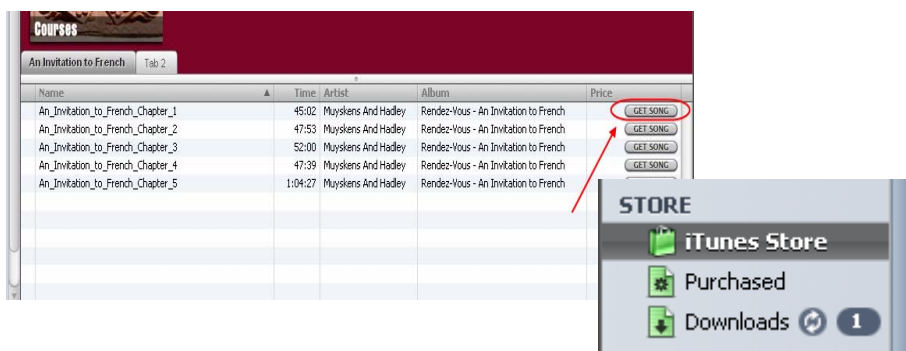 Courses
An Invitation to French Tab 2
Name Time Artist Album Price
An_Invitation_to_French_Chapter_1 45:02 Muyskens And Hadley Rendez-Vous - An Invitation to French GET SONG
An_Invitation_to_French_Chapter_2 47:53 Muyskens And Hadley Rendez-Vous - An Invitation to French GET SONG
An_Invitation_to_French_Chapter_3 52:00 Muyskens And Hadley Rendez-Vous - An Invitation to French GET SONG
An_Invitation_to_French_Chapter_4 47:39 Muyskens And Hadley Rendez-Vous - An Invitation to French GET SONG
An_Invitation_to_French_Chapter_5 1:04:27 Muyskens And Hadley Rendez-Vous - An Invitation to French
STORE
iTunes Store
Purchased
Downloads 1